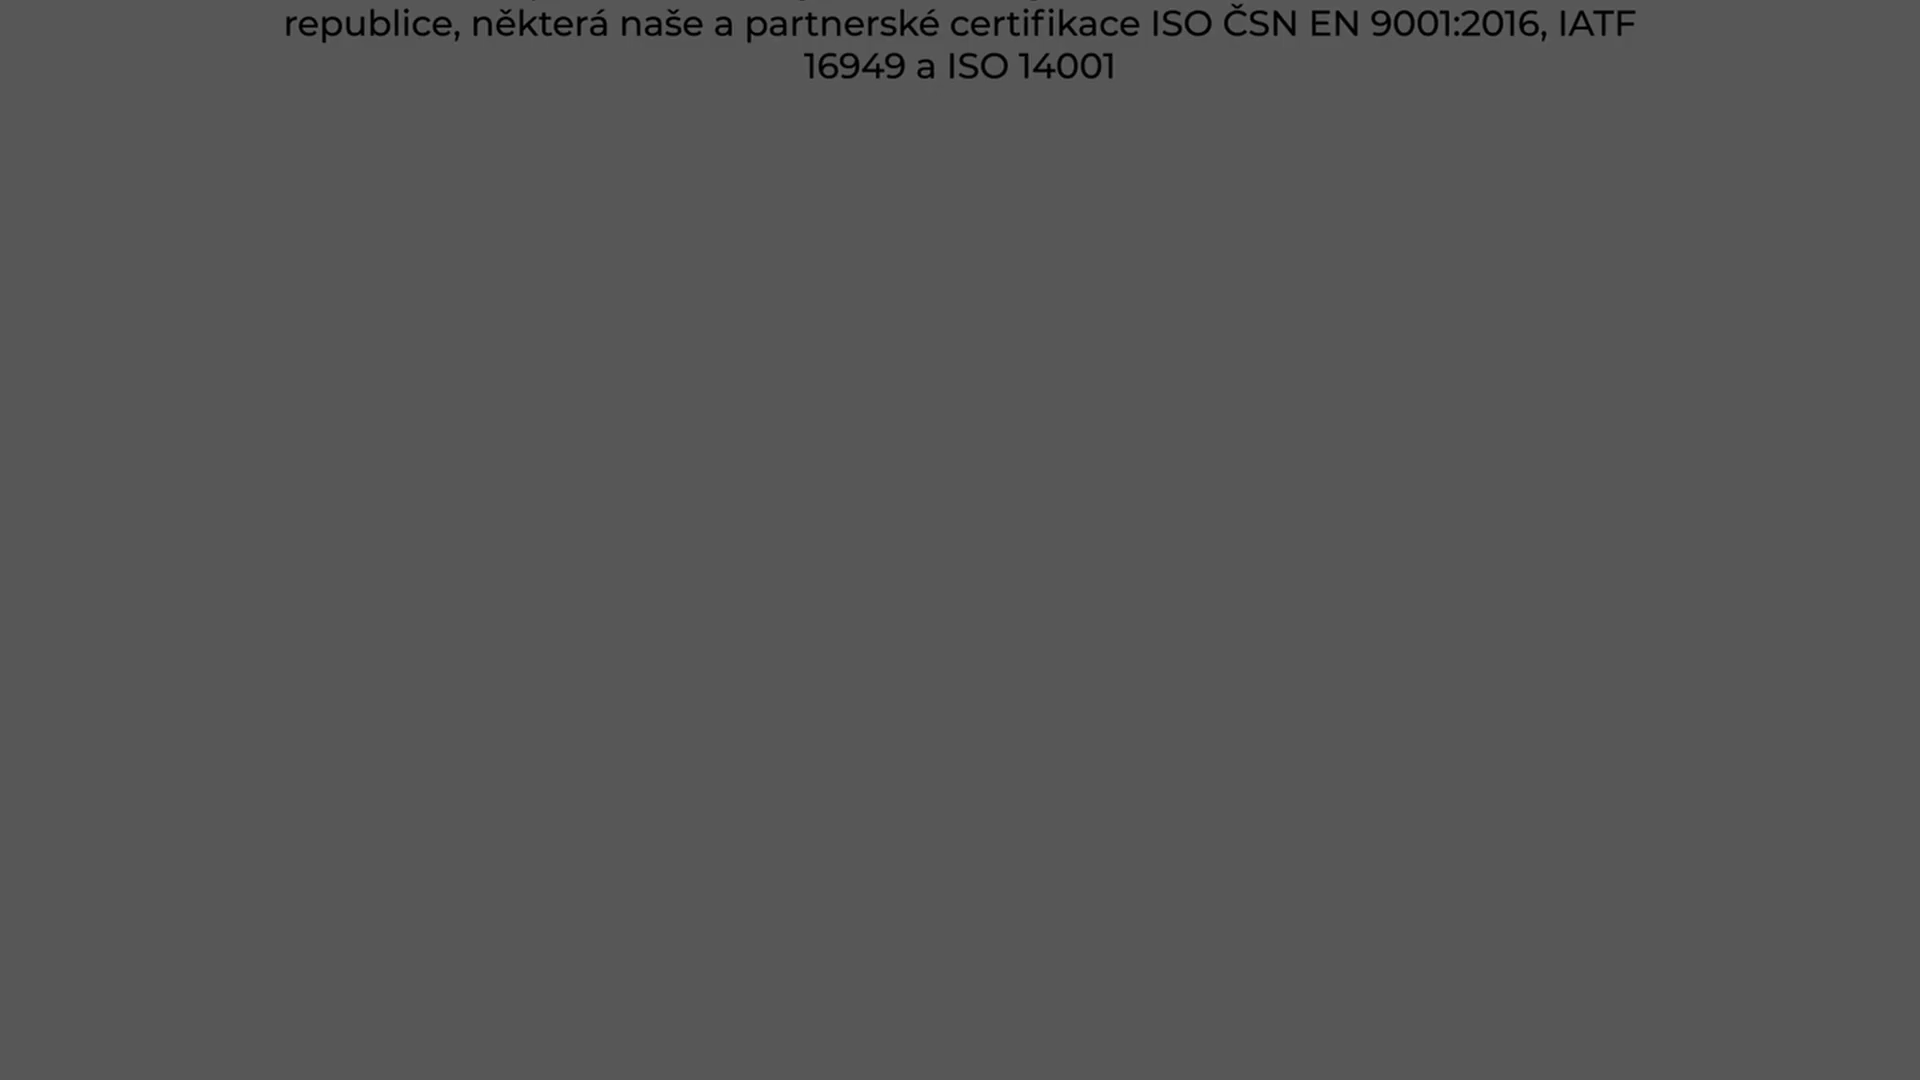 republice, některá naše a partnerské certifikace ISO ČSN EN 9001:2016, IATF
16949 a ISO 14001